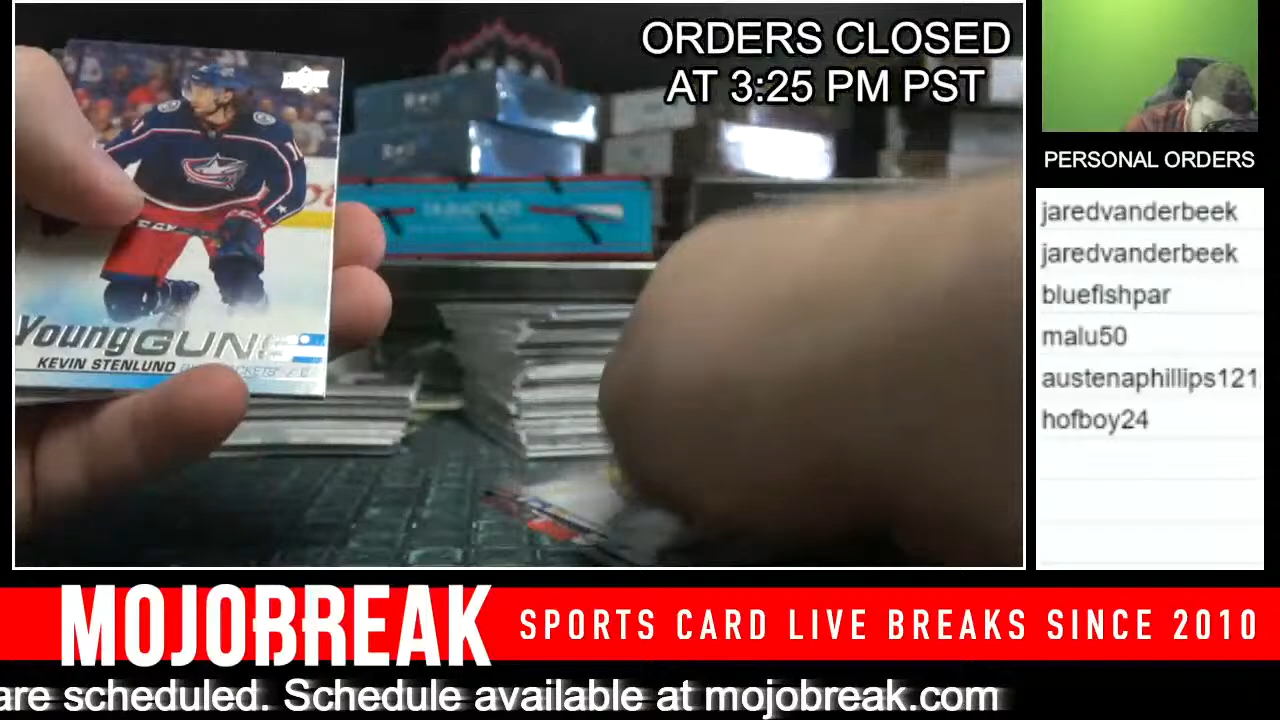 ORDERS CLOSED
AT 3:25 PM PST
Young GUNS
KEVIN STENLUND
PERSONAL ORDERS
jaredvanderbeek
jaredvanderbeek
bluefishpar
malu50
austenaphillips121
hofboy24
MOJOBREAK
SPORTS CARD LIVE BREAKS SINCE 2010
are scheduled. Schedule available at mojobreak.com